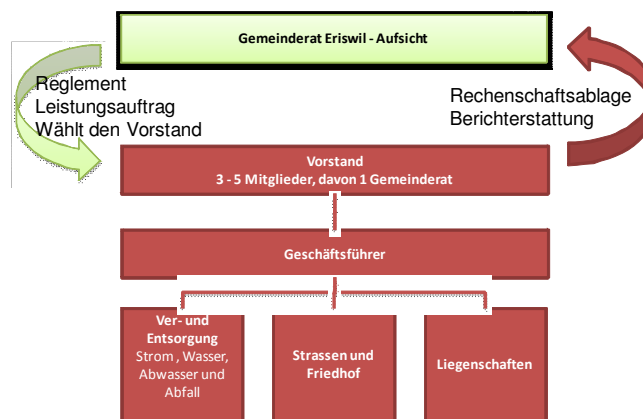 Gemeinderat Eriswil - Aufsicht
Reglement
Leistungsauftrag
Wählt den Vorstand
Rechenschaftsablage
Berichterstattung
Vorstand
3 - 5 Mitglieder, davon 1 Gemeinderat
Geschäftsführer
Ver- und
Entsorgung
Strom , Wasser,
Abwasser und
Abfall
Strassen und
Friedhof
Liegenschaften